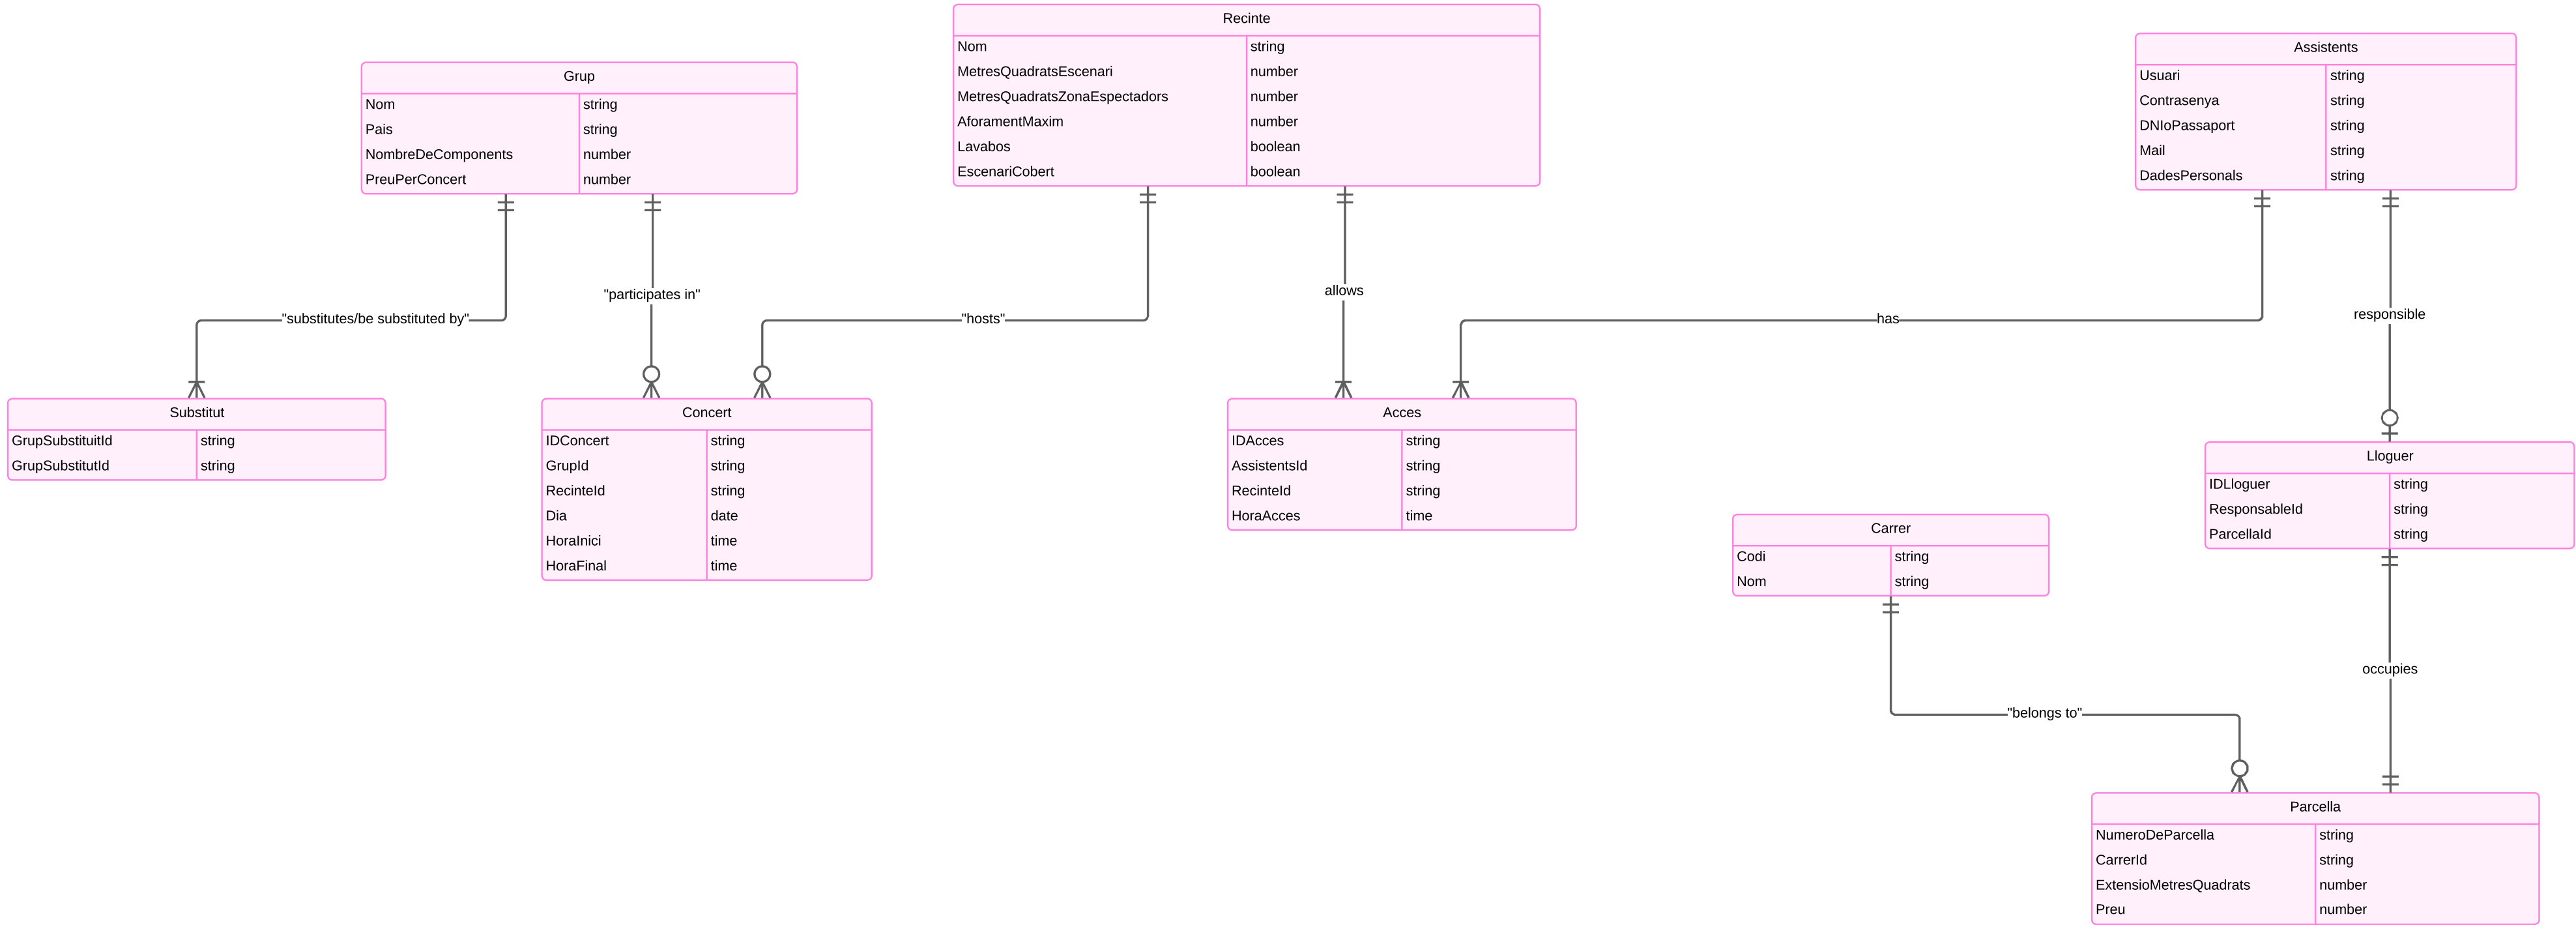 Grup
Nom string
Pais string
NombreDeComponents number
PreuPerConcert number
Recinte
Nom string
MetresQuadratsEscenari number
MetresQuadratsZonaEspectadors number
AforamentMaxim number
Lavabos boolean
EscenariCobert boolean
Assistents
Usuari string
Contrasenya string
DNIoPassaport string
Mail string
DadesPersonals string
"substitutes/be substituted by"
"participates in"
"hosts"
allows
has
responsible
Substitut
GrupSubstituitId string
GrupSubstitutId string
Concert
IDConcert string
GrupId string
RecinteId string
Dia date
HoraInici time
HoraFinal time
Acces
IDAcces string
AssistentsId string
RecinteId string
HoraAcces time
Lloguer
IDLloguer string
ResponsableId string
ParcellaId string
Carrer
Codi string
Nom string
occupies
"belongs to"
Parcella
NumeroDeParcella string
CarrerId string
ExtensioMetresQuadrats number
Preu number